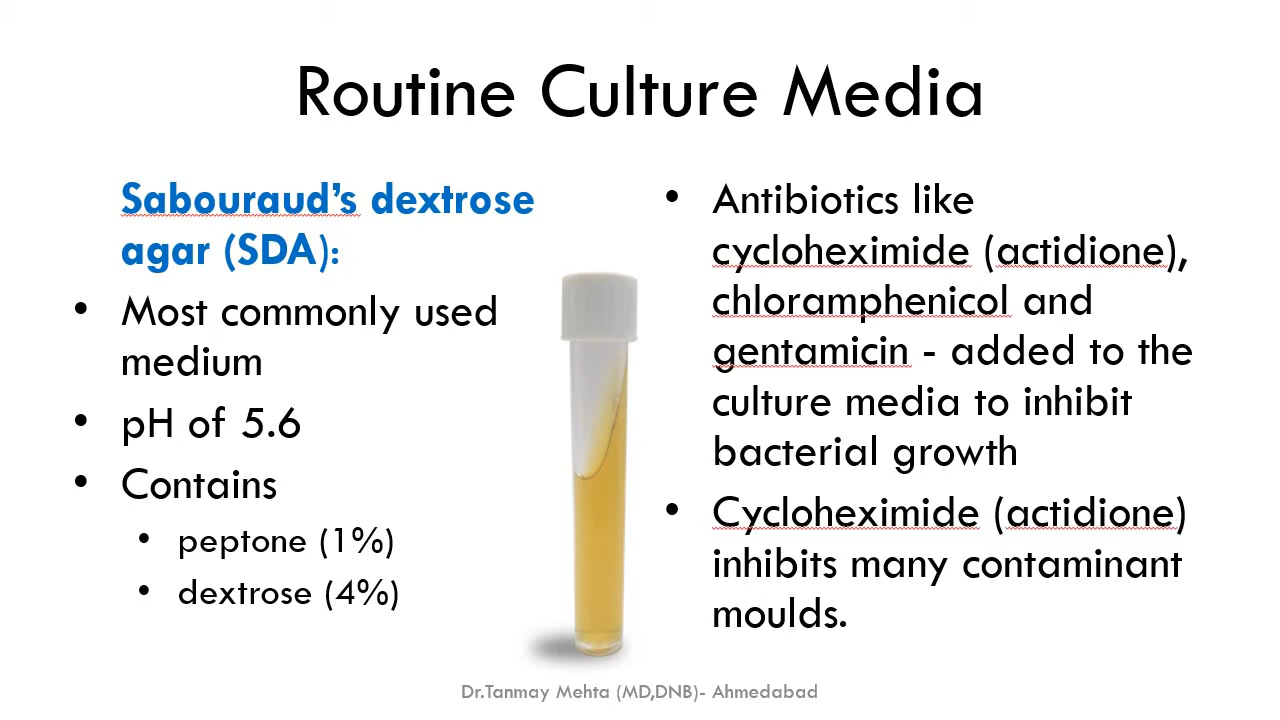 Routine Culture Media
Sabouraud’s dextrose
agar (SDA):
• Most commonly used
medium
• pH of 5.6
• Contains
• peptone (1%)
• dextrose (4%)
• Antibiotics like
cycloheximide (actidione),
chloramphenicol and
gentamicin - added to the
culture media to inhibit
bacterial growth
• Cycloheximide (actidione)
inhibits many contaminant
moulds.
Dr.Tanmay Mehta (MD,DNB)- Ahmedabad